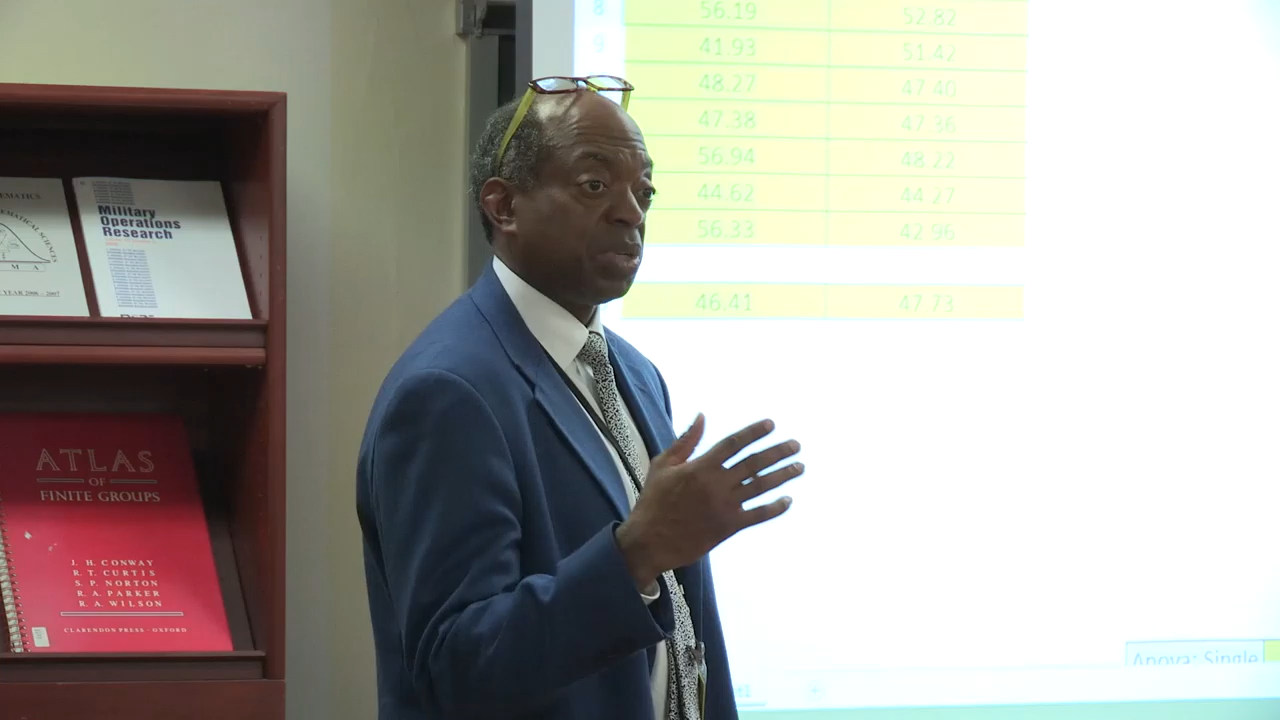 EMATICS
EMATICAL SCIENCES
M A
YEAR 2006 - 2007
Military
Operations
Research
ATLAS
OF
FINITE GROUPS
J. H. CONWAY
R. T. CURTIS
S. P. NORTON
R. A. PARKER
R. A. WILSON
CLARENDON PRESS · OXFORD
8 56.19 52.82
9 41.93 51.42
48.27 47.40
47.38 47.36
56.94 48.22
44.62 44.27
56.33 42.96
46.41 47.73
Anova: Single